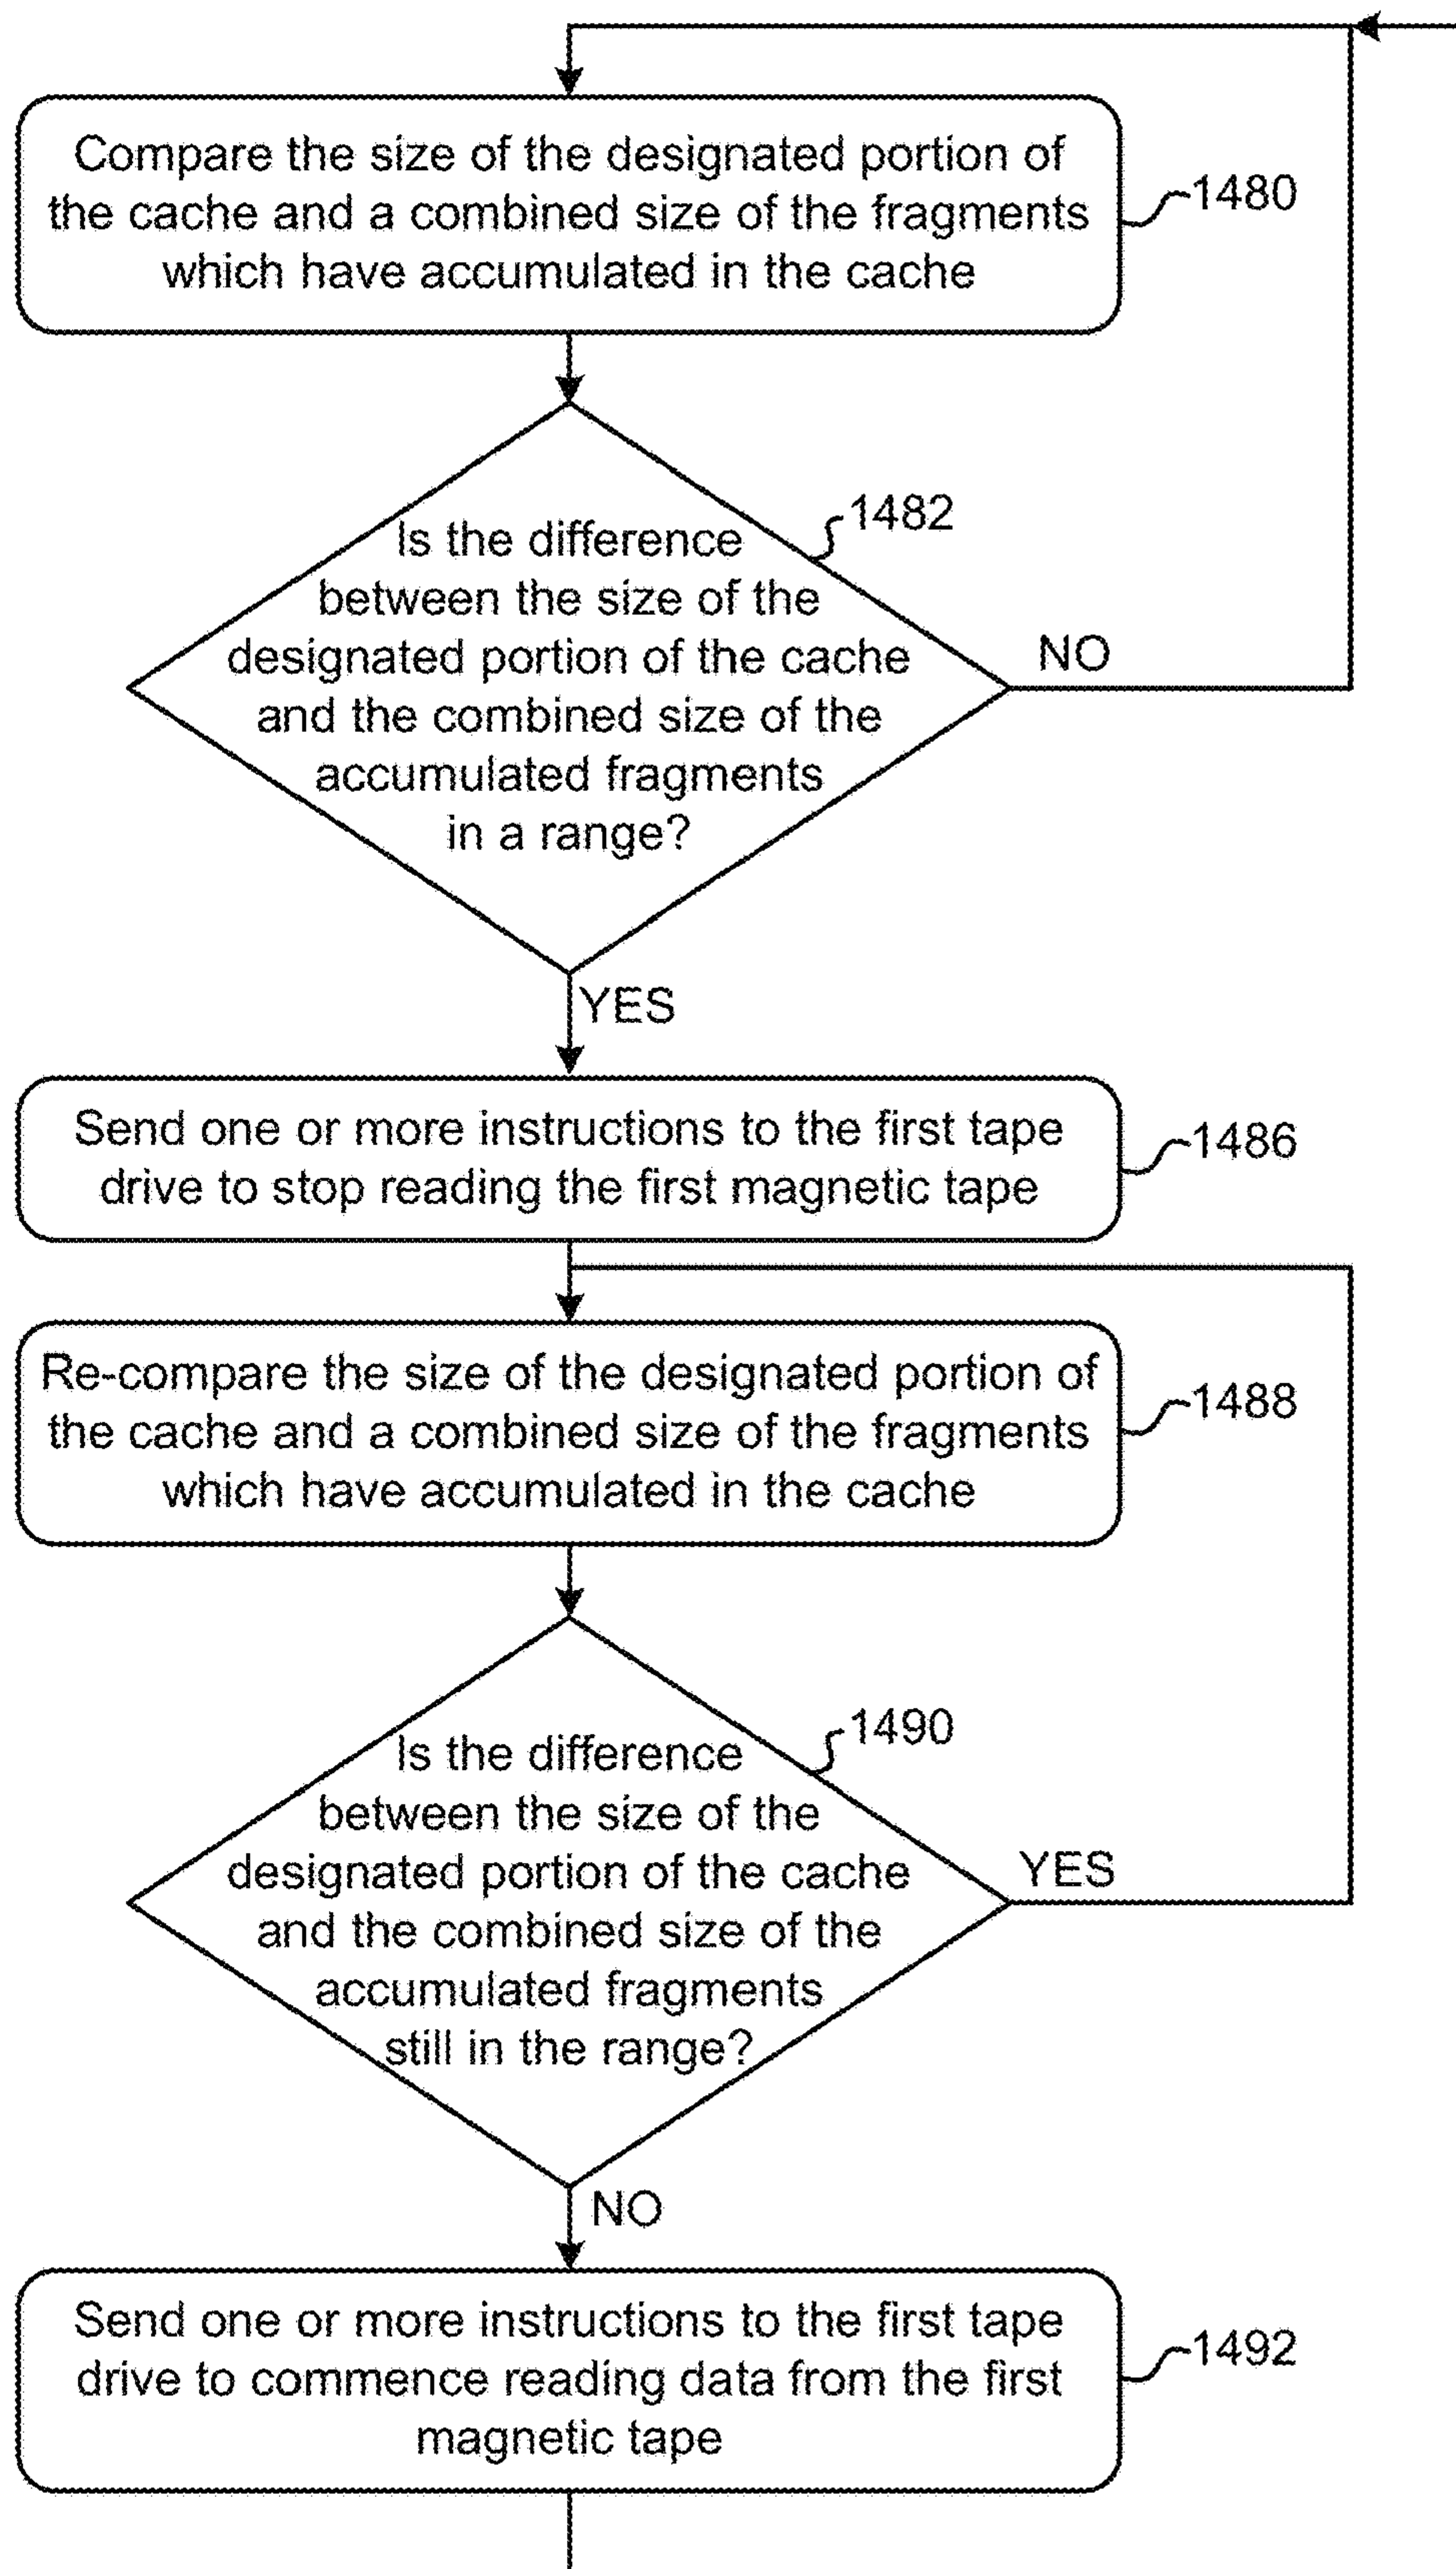 Compare the size of the designated portion of
the cache and a combined size of the fragments
which have accumulated in the cache
1480
1482
Is the difference
between the size of the
designated portion of the cache
and the combined size of the
accumulated fragments
in a range?
NO
YES
Send one or more instructions to the first tape
drive to stop reading the first magnetic tape
1486
Re-compare the size of the designated portion of
the cache and a combined size of the fragments
which have accumulated in the cache
1488
1490
Is the difference
between the size of the
designated portion of the cache
and the combined size of the
accumulated fragments
still in the range?
YES
NO
Send one or more instructions to the first tape
drive to commence reading data from the first
magnetic tape
1492